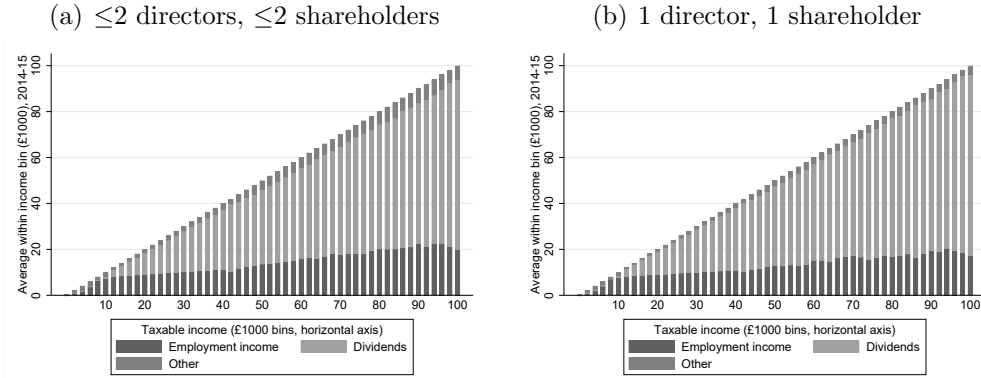 (a) ≤2 directors, ≤2 shareholders
Average within income bin (£1000), 2014-15
100
80
60
40
20
0
10 20 30 40 50 60 70 80 90 100
Taxable income (£1000 bins, horizontal axis)
Employment income Dividends
Other
(b) 1 director, 1 shareholder
Average within income bin (£1000), 2014-15
100
80
60
40
20
0
10 20 30 40 50 60 70 80 90 100
Taxable income (£1000 bins, horizontal axis)
Employment income Dividends
Other